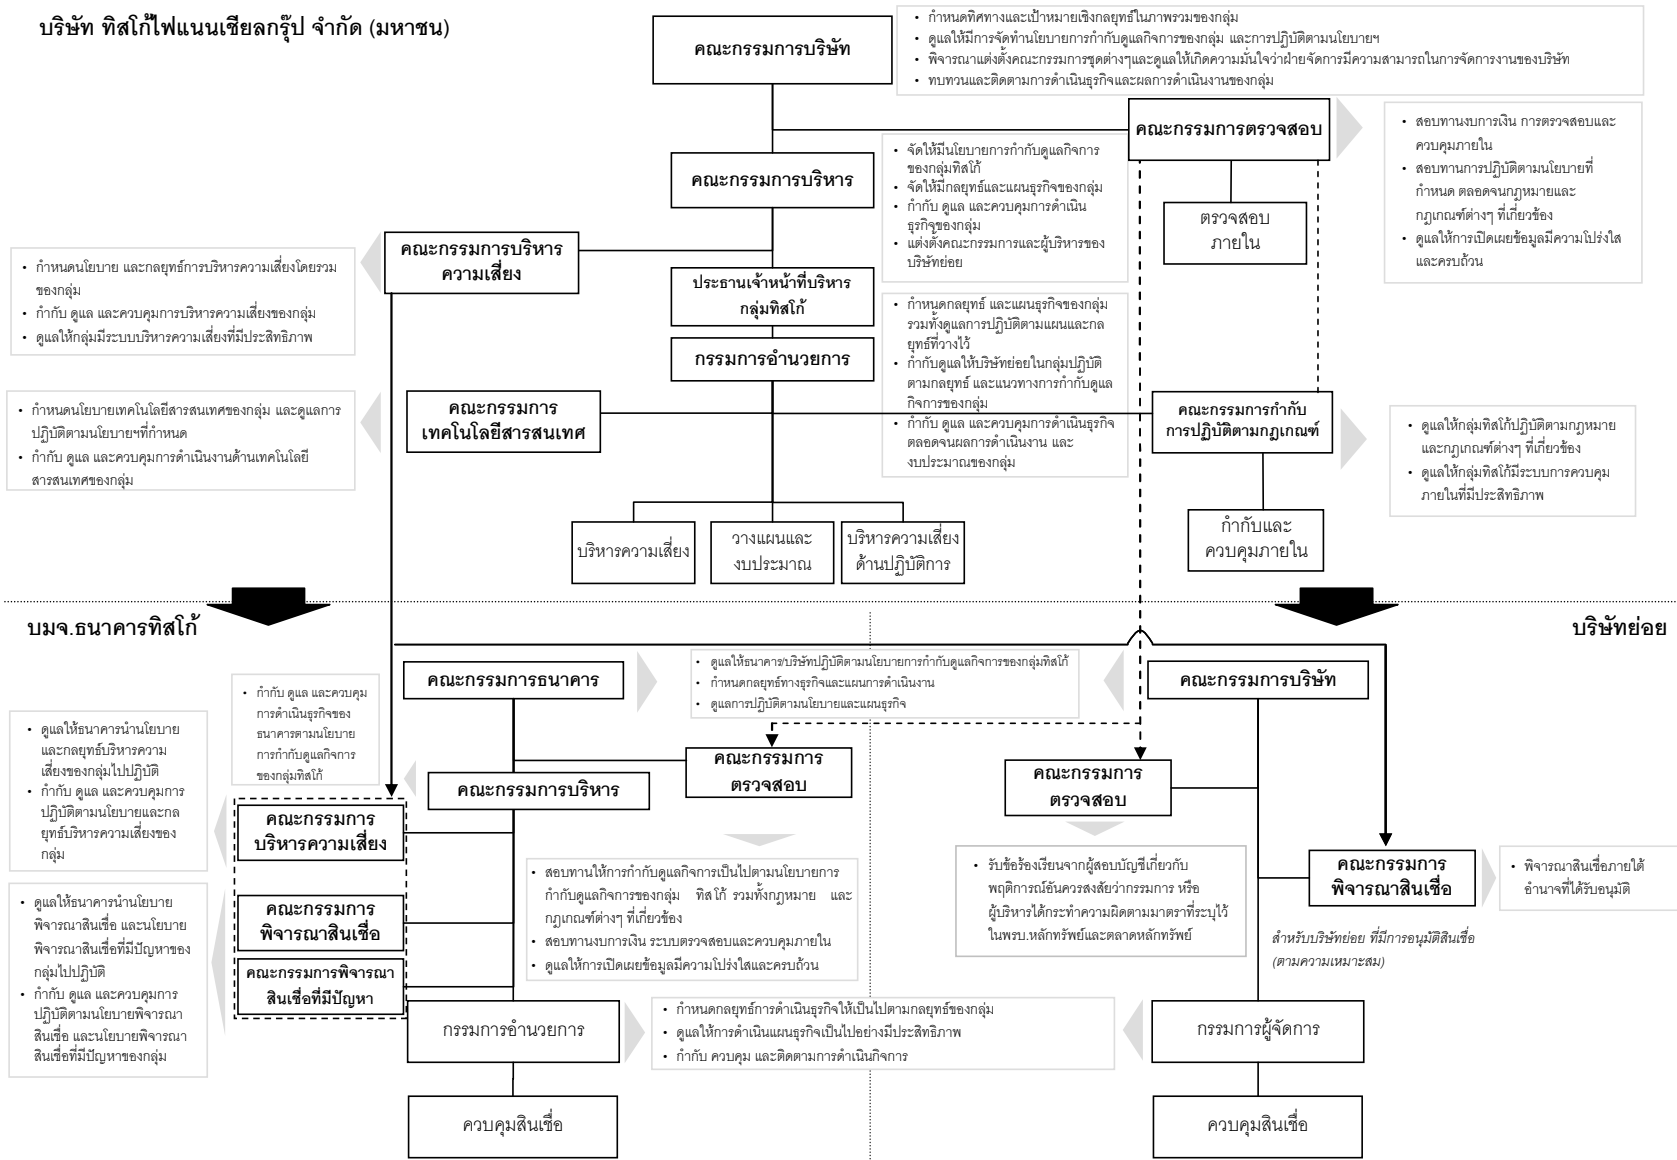 บริษัท ทิสโก้ไฟแนนเชียลกรุ๊ป จำกัด (มหาชน)
คณะกรรมการบริษัท
• กำหนดทิศทางและเป้าหมายเชิงกลยุทธ์ในภาพรวมของกลุ่ม
• ดูแลให้มีการจัดทำนโยบายการกำกับดูแลกิจการของกลุ่ม และการปฏิบัติตามนโยบายฯ
• พิจารณาแต่งตั้งคณะกรรมการชุดต่างๆและดูแลให้เกิดความมั่นใจว่าฝ่ายจัดการมีความสามารถในการจัดการงานของบริษัท
• ทบทวนและติดตามการดำเนินธุรกิจและผลการดำเนินงานของกลุ่ม
คณะกรรมการตรวจสอบ
• สอบทานงบการเงิน การตรวจสอบและ
ควบคุมภายใน
• สอบทานการปฏิบัติตามนโยบายที่
กำหนด ตลอดจนกฎหมายและ
กฎเกณฑ์ต่างๆ ที่เกี่ยวข้อง
• ดูแลให้การเปิดเผยข้อมูลมีความโปร่งใส
และครบถ้วน
คณะกรรมการบริหาร
• จัดให้มีนโยบายการกำกับดูแลกิจการ
ของกลุ่มทิสโก้
• จัดให้มีกลยุทธ์และแผนธุรกิจของกลุ่ม
• กำกับ ดูแล และควบคุมการดำเนิน
ธุรกิจของกลุ่ม
• แต่งตั้งคณะกรรมการและผู้บริหารของ
บริษัทย่อย
ตรวจสอบ
ภายใน
คณะกรรมการบริหาร
ความเสี่ยง
• กำหนดนโยบาย และกลยุทธ์การบริหารความเสี่ยงโดยรวม
ของกลุ่ม
• กำกับ ดูแล และควบคุมการบริหารความเสี่ยงของกลุ่ม
• ดูแลให้กลุ่มมีระบบบริหารความเสี่ยงที่มีประสิทธิภาพ
ประธานเจ้าหน้าที่บริหาร
กลุ่มทิสโก้
กรรมการอำนวยการ
• กำหนดกลยุทธ์ และแผนธุรกิจของกลุ่ม
รวมทั้งดูแลการปฏิบัติตามแผนและกล
ยุทธ์ที่วางไว้
• กำกับดูแลให้บริษัทย่อยในกลุ่มปฏิบัติ
ตามกลยุทธ์ และแนวทางการกำกับดูแล
กิจการของกลุ่ม
• กำกับ ดูแล และควบคุมการดำเนินธุรกิจ
ตลอดจนผลการดำเนินงาน และ
งบประมาณของกลุ่ม
คณะกรรมการ
เทคโนโลยีสารสนเทศ
• กำหนดนโยบายเทคโนโลยีสารสนเทศของกลุ่ม และดูแลการ
ปฏิบัติตามนโยบายฯที่กำหนด
• กำกับ ดูแล และควบคุมการดำเนินงานด้านเทคโนโลยี
สารสนเทศของกลุ่ม
คณะกรรมการกำกับ
การปฏิบัติตามกฎเกณฑ์
• ดูแลให้กลุ่มทิสโก้ปฏิบัติตามกฎหมาย
และกฎเกณฑ์ต่างๆ ที่เกี่ยวข้อง
• ดูแลให้กลุ่มทิสโก้มีระบบการควบคุม
ภายในที่มีประสิทธิภาพ
บริหารความเสี่ยง
วางแผนและ
งบประมาณ
บริหารความเสี่ยง
ด้านปฏิบัติการ
กำกับและ
ควบคุมภายใน
บมจ.ธนาคารทิสโก้
บริษัทย่อย
คณะกรรมการธนาคาร
• ดูแลให้ธนาคาร/บริษัทปฏิบัติตามนโยบายการกำกับดูแลกิจการของกลุ่มทิสโก้
• กำหนดกลยุทธ์ทางธุรกิจและแผนการดำเนินงาน
• ดูแลการปฏิบัติตามนโยบายและแผนธุรกิจ
คณะกรรมการบริษัท
• กำกับ ดูแล และควบคุม
การดำเนินธุรกิจของ
ธนาคารตามนโยบาย
การกำกับดูแลกิจการ
ของกลุ่มทิสโก้
• ดูแลให้ธนาคารนำนโยบาย
และกลยุทธ์บริหารความ
เสี่ยงของกลุ่มไปปฏิบัติ
• กำกับ ดูแล และควบคุมการ
ปฏิบัติตามนโยบายและกล
ยุทธ์บริหารความเสี่ยงของ
กลุ่ม
คณะกรรมการบริหาร
คณะกรรมการ
ตรวจสอบ
คณะกรรมการ
ตรวจสอบ
คณะกรรมการ
บริหารความเสี่ยง
• สอบทานให้การกำกับดูแลกิจการเป็นไปตามนโยบายการ
กำกับดูแลกิจการของกลุ่ม ทิสโก้ รวมทั้งกฎหมาย และ
กฎเกณฑ์ต่างๆ ที่เกี่ยวข้อง
• สอบทานงบการเงิน ระบบตรวจสอบและควบคุมภายใน
• ดูแลให้การเปิดเผยข้อมูลมีความโปร่งใสและครบถ้วน
• รับข้อร้องเรียนจากผู้สอบบัญชีเกี่ยวกับ
พฤติการณ์อันควรสงสัยว่ากรรมการ หรือ
ผู้บริหารได้กระทำความผิดตามมาตราที่ระบุไว้
ในพรบ.หลักทรัพย์และตลาดหลักทรัพย์
คณะกรรมการ
พิจารณาสินเชื่อ
• พิจารณาสินเชื่อภายใต้
อำนาจที่ได้รับอนุมัติ
สำหรับบริษัทย่อย ที่มีการอนุมัติสินเชื่อ
(ตามความเหมาะสม)
• ดูแลให้ธนาคารนำนโยบาย
พิจารณาสินเชื่อ และนโยบาย
พิจารณาสินเชื่อที่มีปัญหาของ
กลุ่มไปปฏิบัติ
• กำกับ ดูแล และควบคุมการ
ปฏิบัติตามนโยบายพิจารณา
สินเชื่อ และนโยบายพิจารณา
สินเชื่อที่มีปัญหาของกลุ่ม
คณะกรรมการ
พิจารณาสินเชื่อ
คณะกรรมการพิจารณา
สินเชื่อที่มีปัญหา
กรรมการอำนวยการ
• กำหนดกลยุทธ์การดำเนินธุรกิจให้เป็นไปตามกลยุทธ์ของกลุ่ม
• ดูแลให้การดำเนินแผนธุรกิจเป็นไปอย่างมีประสิทธิภาพ
• กำกับ ควบคุม และติดตามการดำเนินกิจการ
กรรมการผู้จัดการ
ควบคุมสินเชื่อ
ควบคุมสินเชื่อ